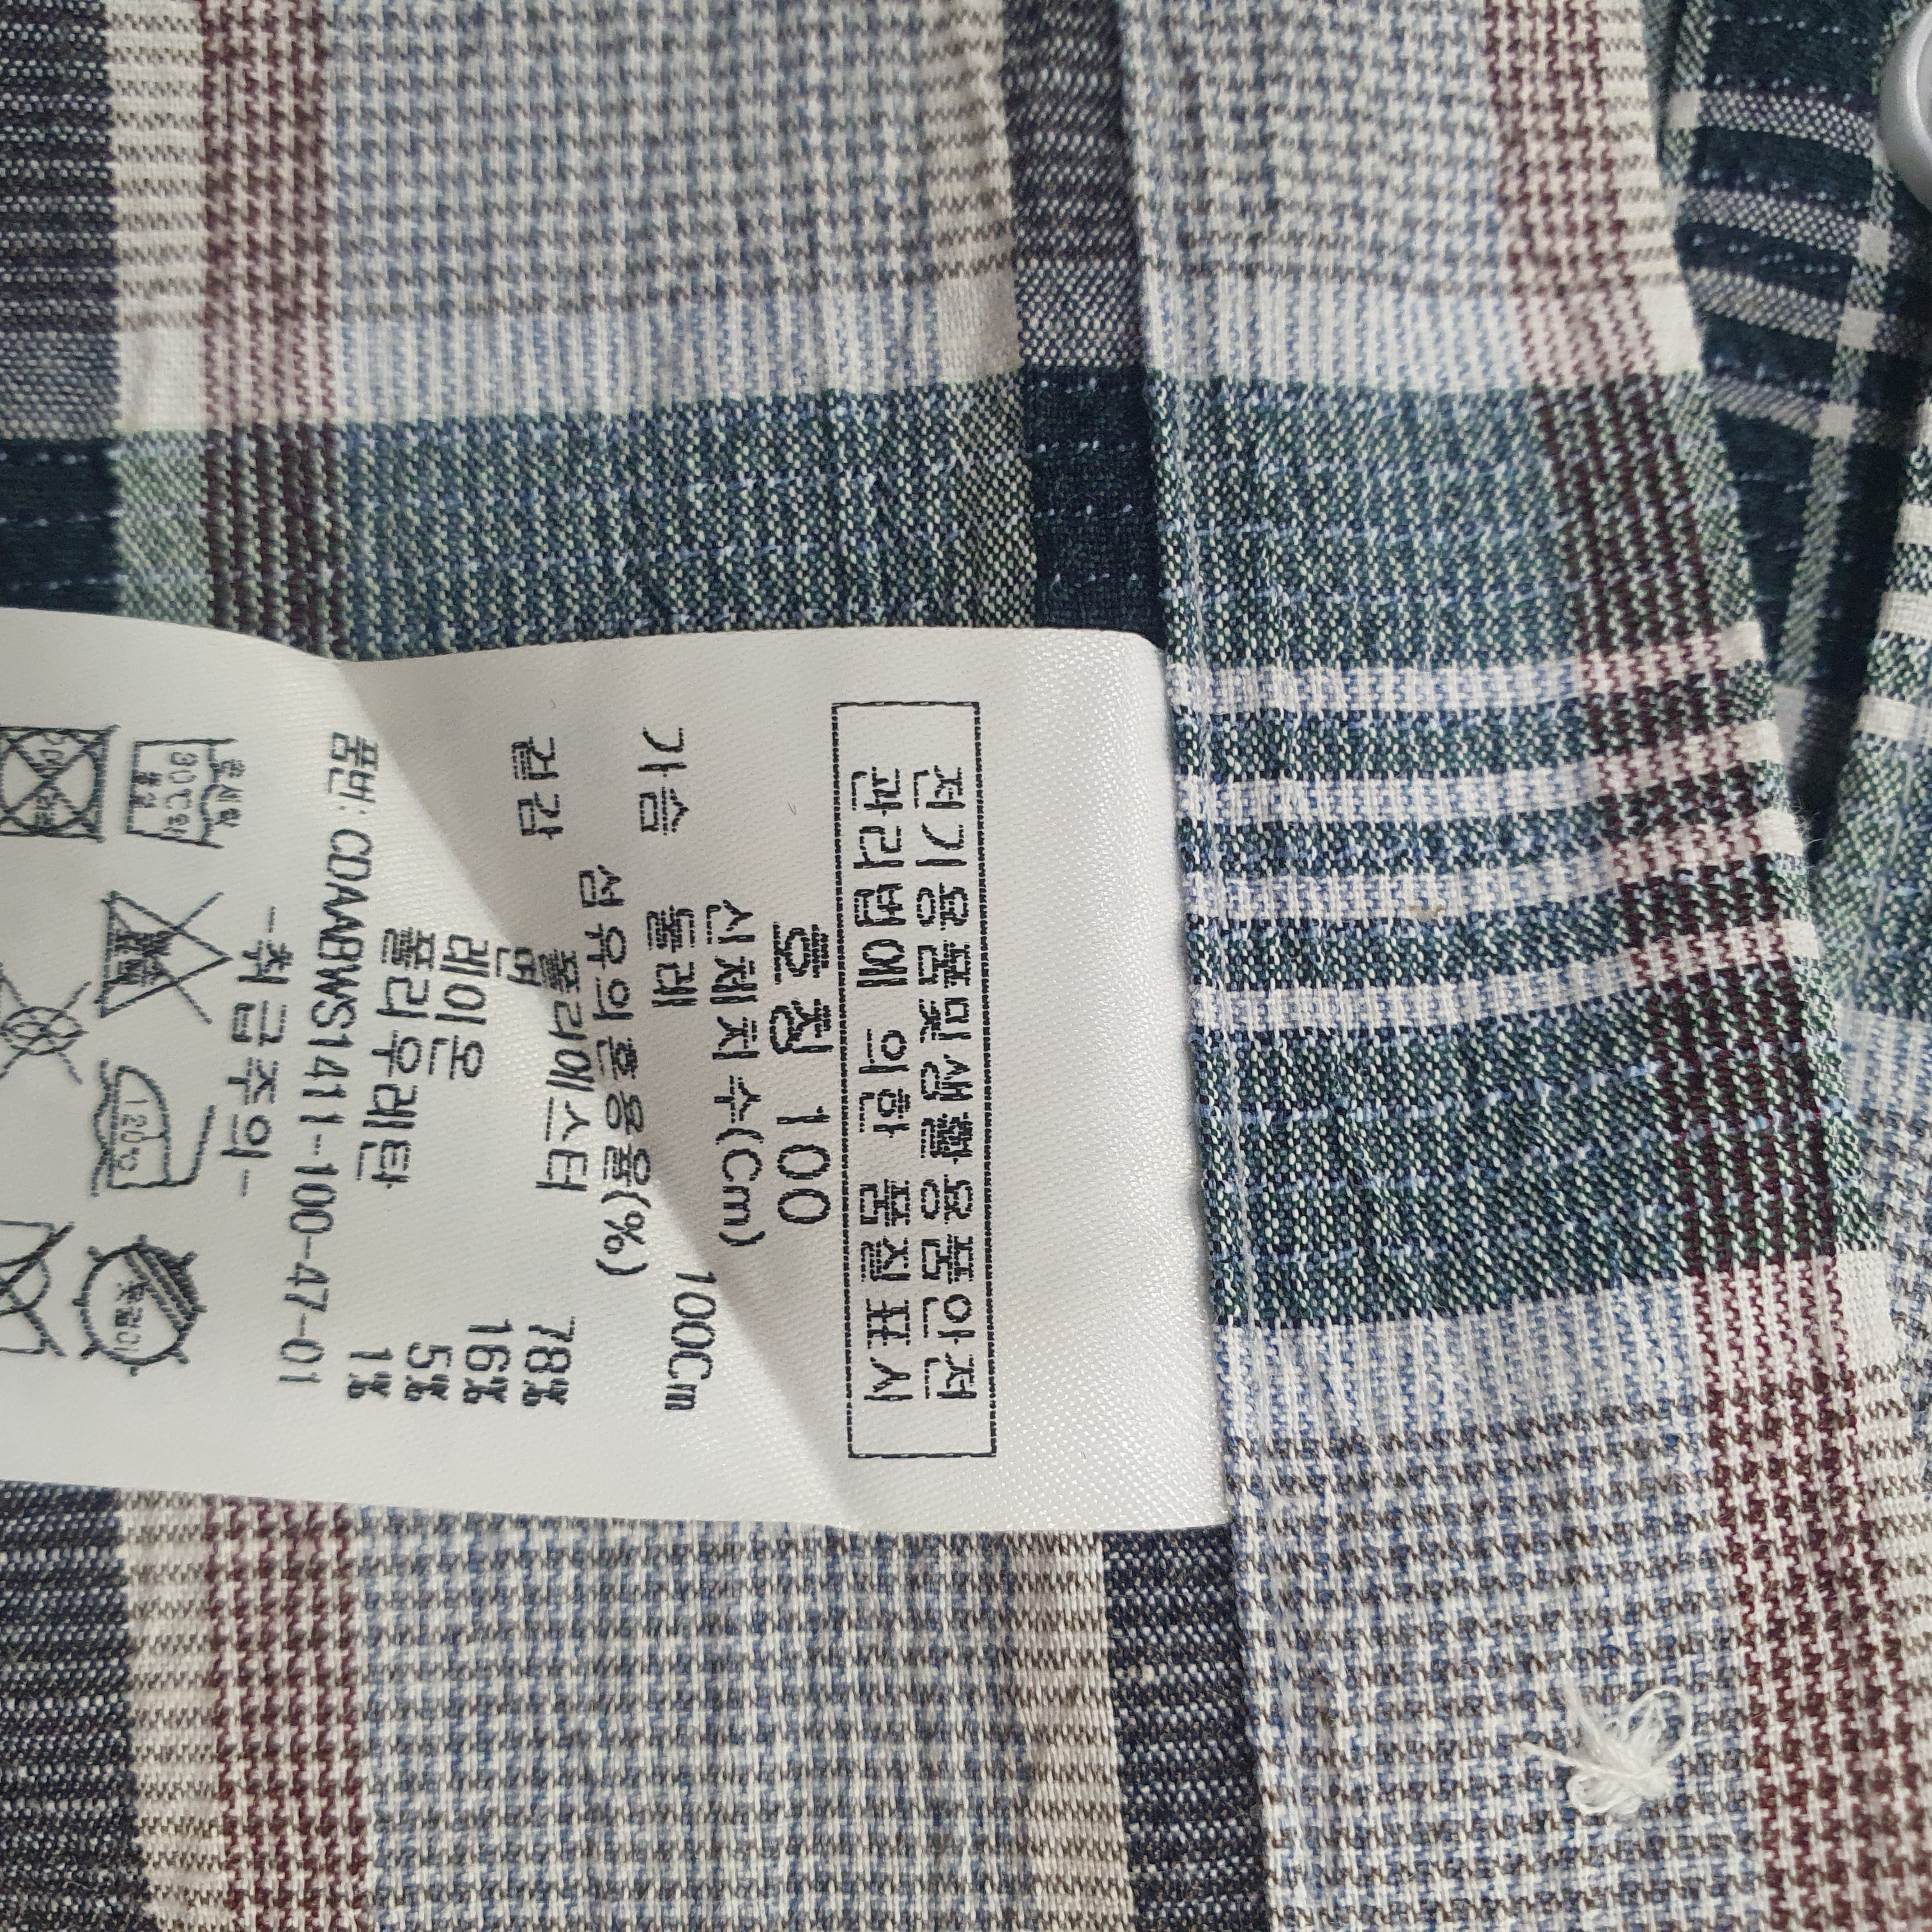 전기용품및생활용품안전
관리법에 의한 품질표시
호칭 100
신체치수(Cm)
가슴 둘레 100Cm
섬유의혼용율(%)
겉감 폴리에스터 78%
면 16%
레이온 5%
폴리우레탄 1%
품번: CDAABWS1411-100-47-01
-취급주의-
30℃
120℃